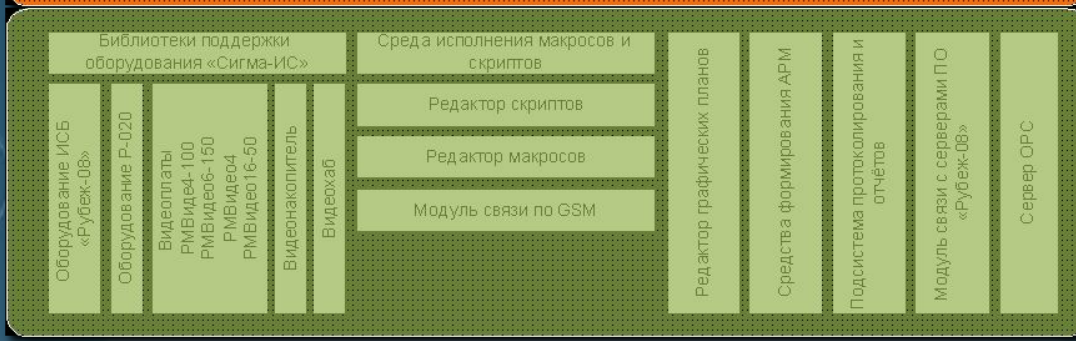 Библиотеки поддержки
оборудования «Сигма-ИС»
Оборудование ИСБ
«Рубеж-08»
Оборудование Р-020
Видеоплаты
РМВиде4-100
РМВидео6-150
РМВидео4
РМВидео16-50
Видеонакопитель
Видеохаб
Среда исполнения макросов и
скриптов
Редактор скриптов
Редактор макросов
Модуль связи по GSM
Редактор графических планов
Средства формирования АРМ
Подсистема протоколирования и
отчётов
Модуль связи с серверами ПО
«Рубеж-08»
Сервер OPC